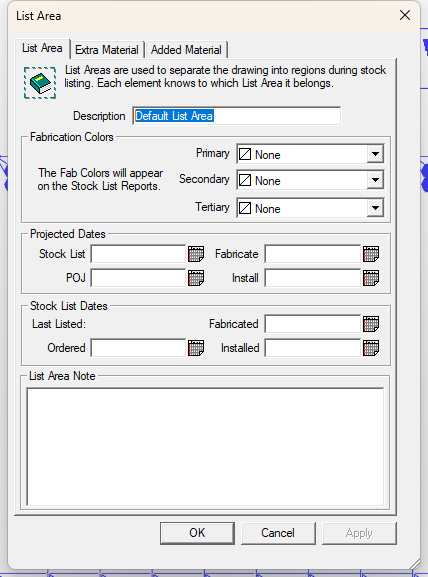 List Area
List Area Extra Material Added Material
List Areas are used to separate the drawing into regions during stock
listing. Each element knows to which List Area it belongs.
Description Default List Area
Fabrication Colors
Primary None
The Fab Colors will appear
on the Stock List Reports.
Secondary None
Tertiary None
Projected Dates
Stock List Fabricate
POJ Install
Stock List Dates
Last Listed: Fabricated
Ordered Installed
List Area Note
OK Cancel Apply